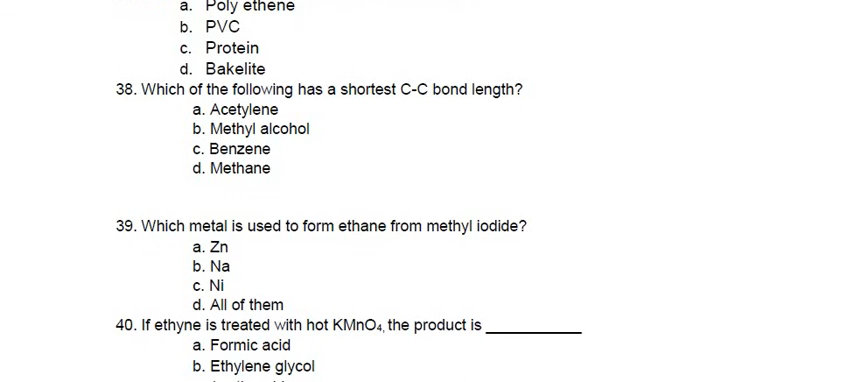 a. Poly ethene
b. PVC
c. Protein
d. Bakelite
38. Which of the following has a shortest C-C bond length?
a. Acetylene
b. Methyl alcohol
c. Benzene
d. Methane
39. Which metal is used to form ethane from methyl iodide?
a. Zn
b. Na
c. Ni
d. All of them
40. If ethyne is treated with hot KMnO₄, the product is ___________
a. Formic acid
b. Ethylene glycol